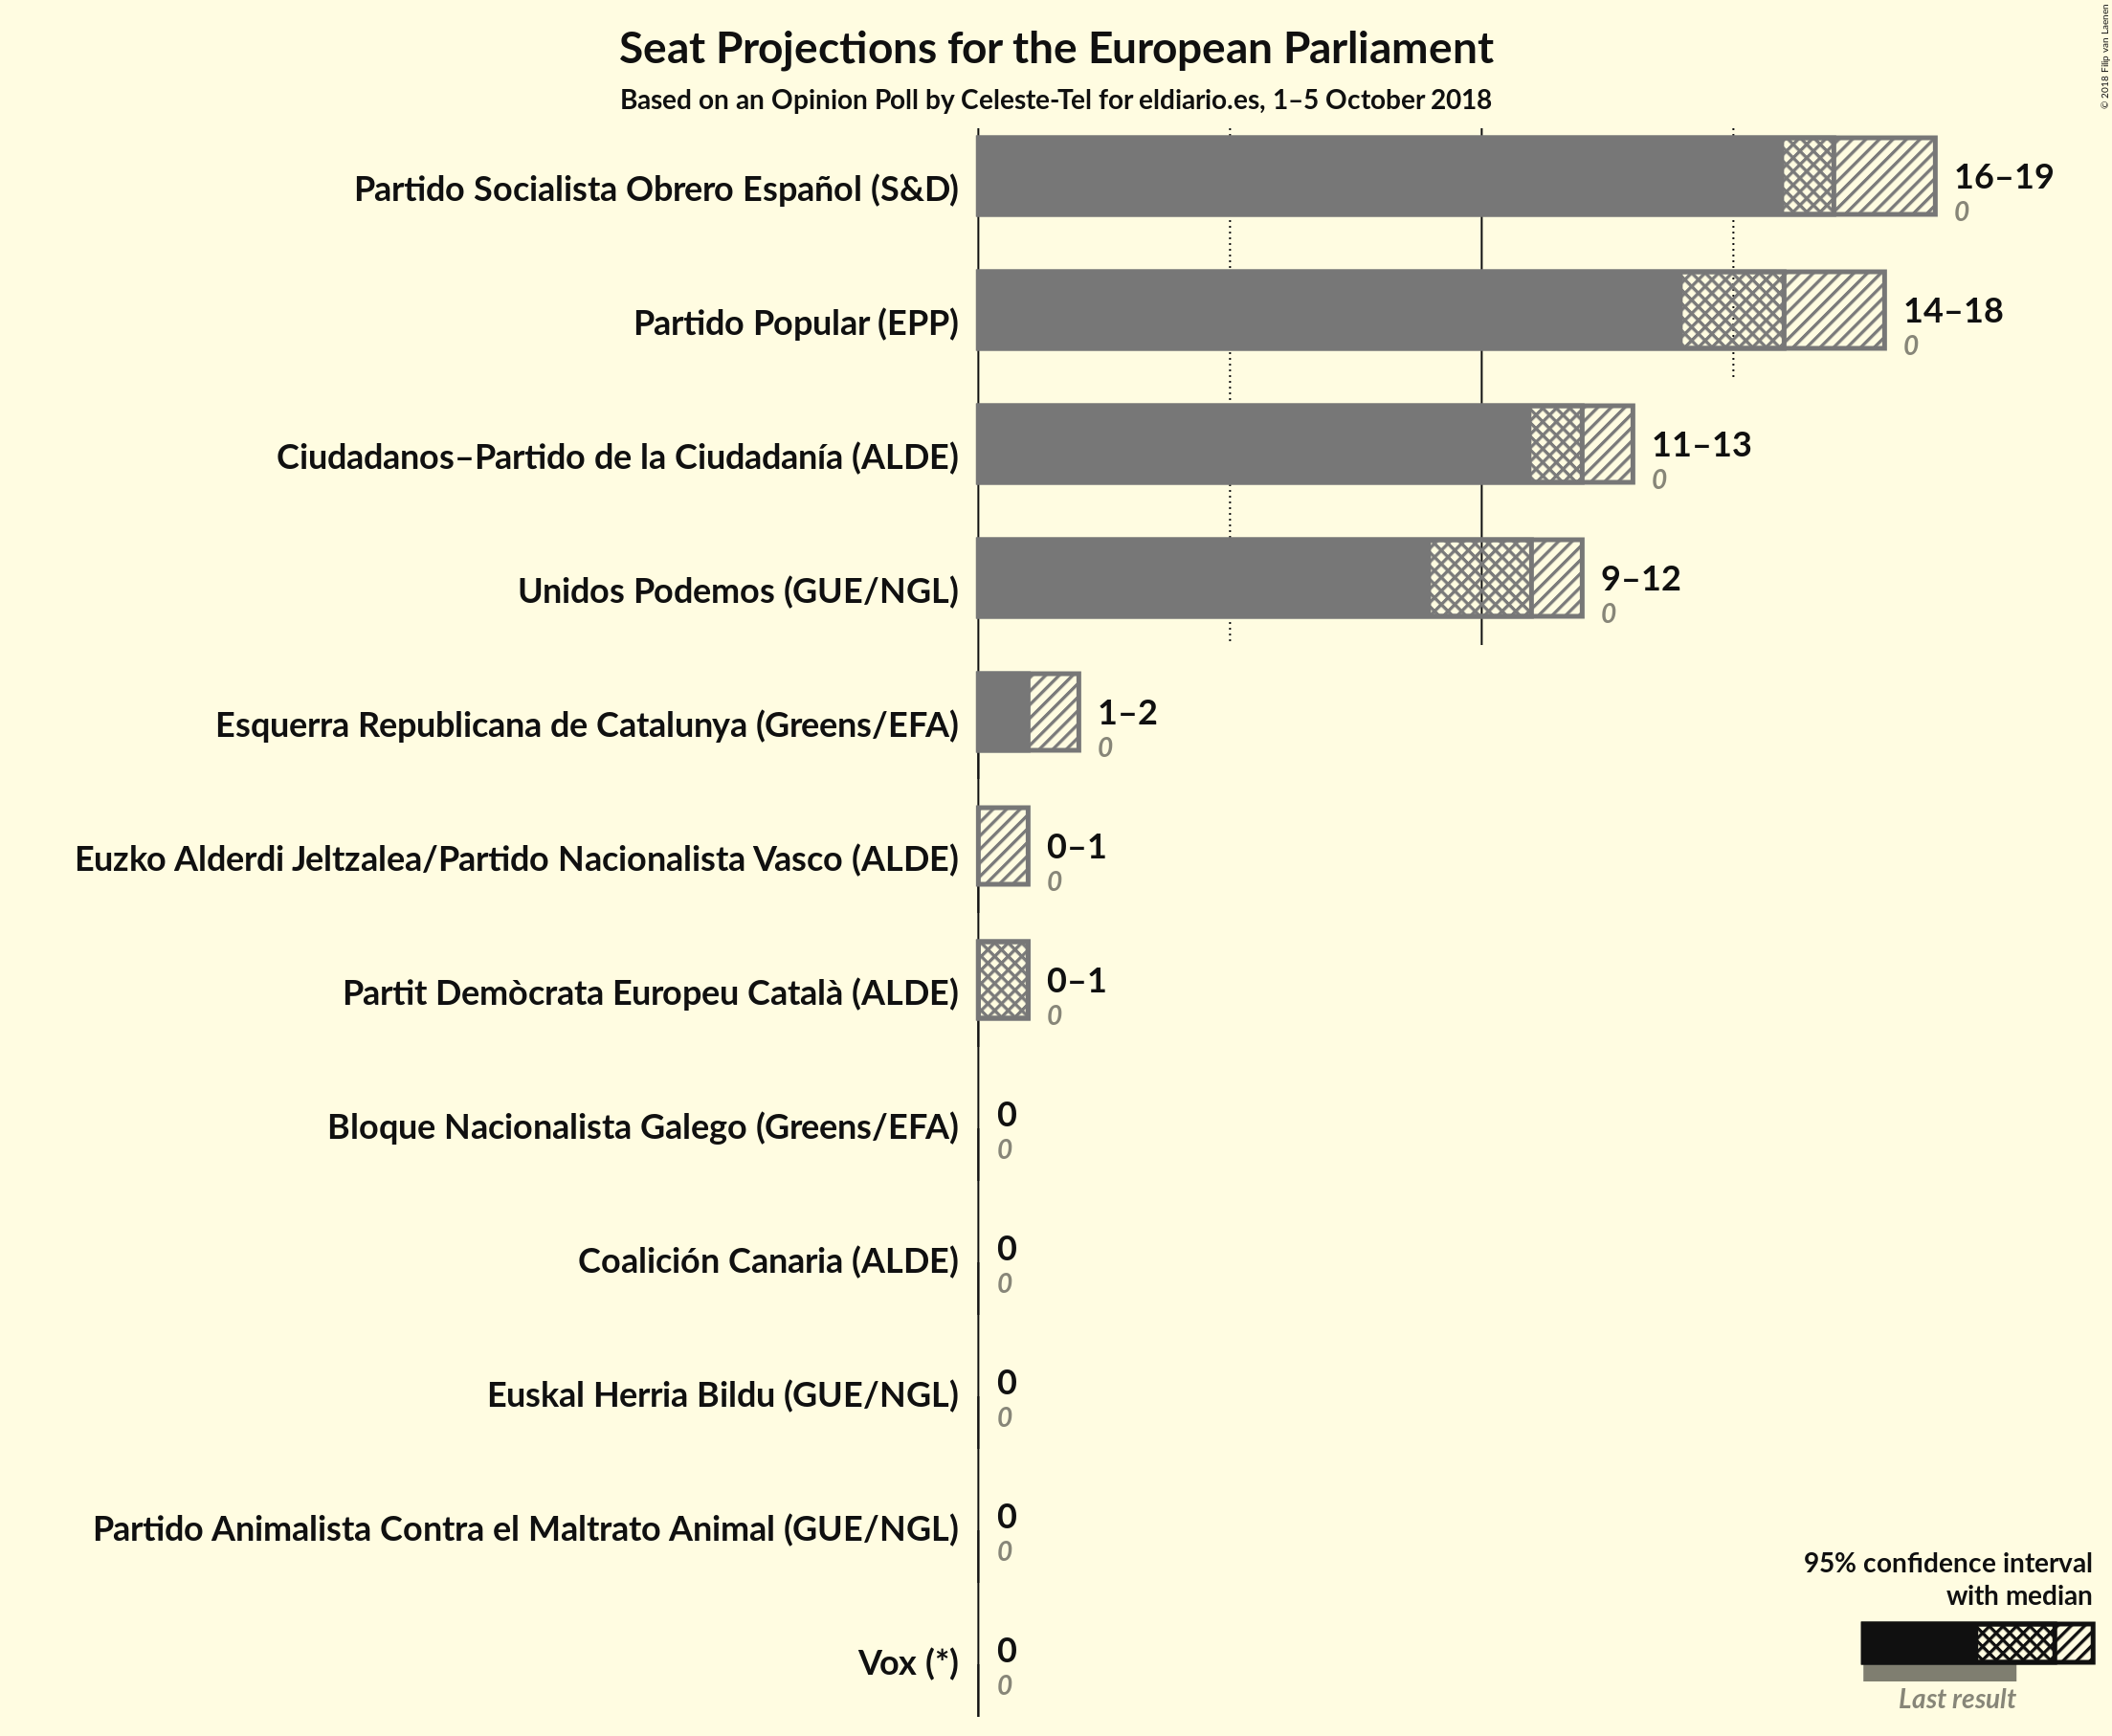 Seat Projections for the European Parliament
Based on an Opinion Poll by Celeste-Tel for eldiario.es, 1–5 October 2018
© 2018 Filip van Laenen
Partido Socialista Obrero Español (S&D)
16–19
0
Partido Popular (EPP)
14–18
0
Ciudadanos–Partido de la Ciudadanía (ALDE)
11–13
0
Unidos Podemos (GUE/NGL)
9–12
0
Esquerra Republicana de Catalunya (Greens/EFA)
1–2
0
Euzko Alderdi Jeltzalea/Partido Nacionalista Vasco (ALDE)
0–1
0
Partit Demòcrata Europeu Català (ALDE)
0–1
0
Bloque Nacionalista Galego (Greens/EFA)
0
0
Coalición Canaria (ALDE)
0
0
Euskal Herria Bildu (GUE/NGL)
0
0
Partido Animalista Contra el Maltrato Animal (GUE/NGL)
0
0
Vox (*)
0
0
95% confidence interval
with median
Last result